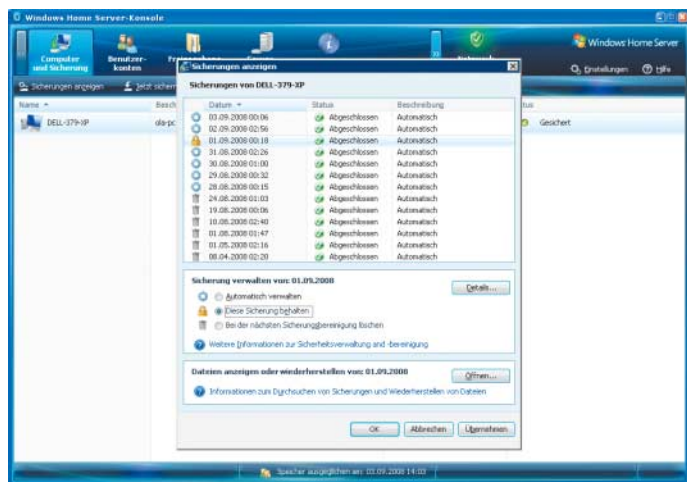 Windows Home Server-Konsole
Computer und Sicherung
Benutzer-konten
Windows Home Server
Einstellungen
Hilfe
Sicherungen anzeigen
Jetzt sichern
Name
DELL-379-XP
Gesichert
Sicherungen anzeigen
Sicherungen von DELL-379-XP
Datum Status Beschreibung
03.09.2008 00:06 Abgeschlossen Automatisch
02.09.2008 02:56 Abgeschlossen Automatisch
01.09.2008 00:18 Abgeschlossen Automatisch
31.08.2008 02:26 Abgeschlossen Automatisch
30.08.2008 01:00 Abgeschlossen Automatisch
29.08.2008 00:32 Abgeschlossen Automatisch
28.08.2008 00:15 Abgeschlossen Automatisch
24.08.2008 01:03 Abgeschlossen Automatisch
19.08.2008 00:06 Abgeschlossen Automatisch
10.08.2008 02:40 Abgeschlossen Automatisch
01.08.2008 01:47 Abgeschlossen Automatisch
01.05.2008 02:16 Abgeschlossen Automatisch
08.04.2008 02:20 Abgeschlossen Automatisch
Sicherung verwalten von: 01.09.2008
Details...
Automatisch verwalten
Diese Sicherung behalten
Bei der nächsten Sicherungsbereinigung löschen
Weitere Informationen zur Sicherheitsverwaltung und -bereinigung
Dateien anzeigen oder wiederherstellen von: 01.09.2008
Öffnen...
Informationen zum Durchsuchen von Sicherungen und Wiederherstellen von Dateien
OK
Abbrechen
Übernehmen
Speicher ausgeglichen am: 03.09.2008 14:03